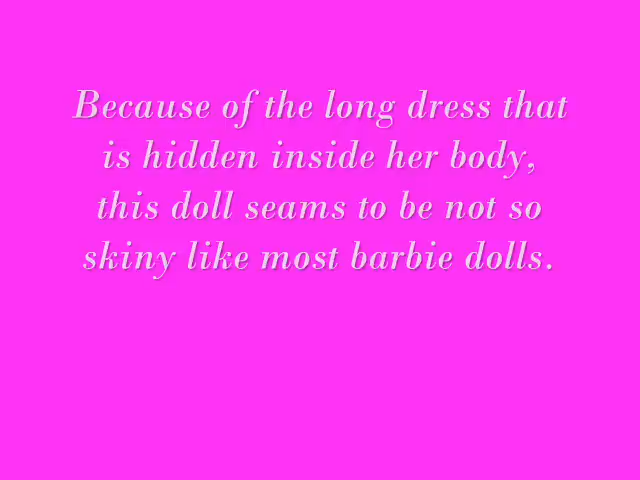 Because of the long dress that
is hidden inside her body,
this doll seams to be not so
skiny like most barbie dolls.